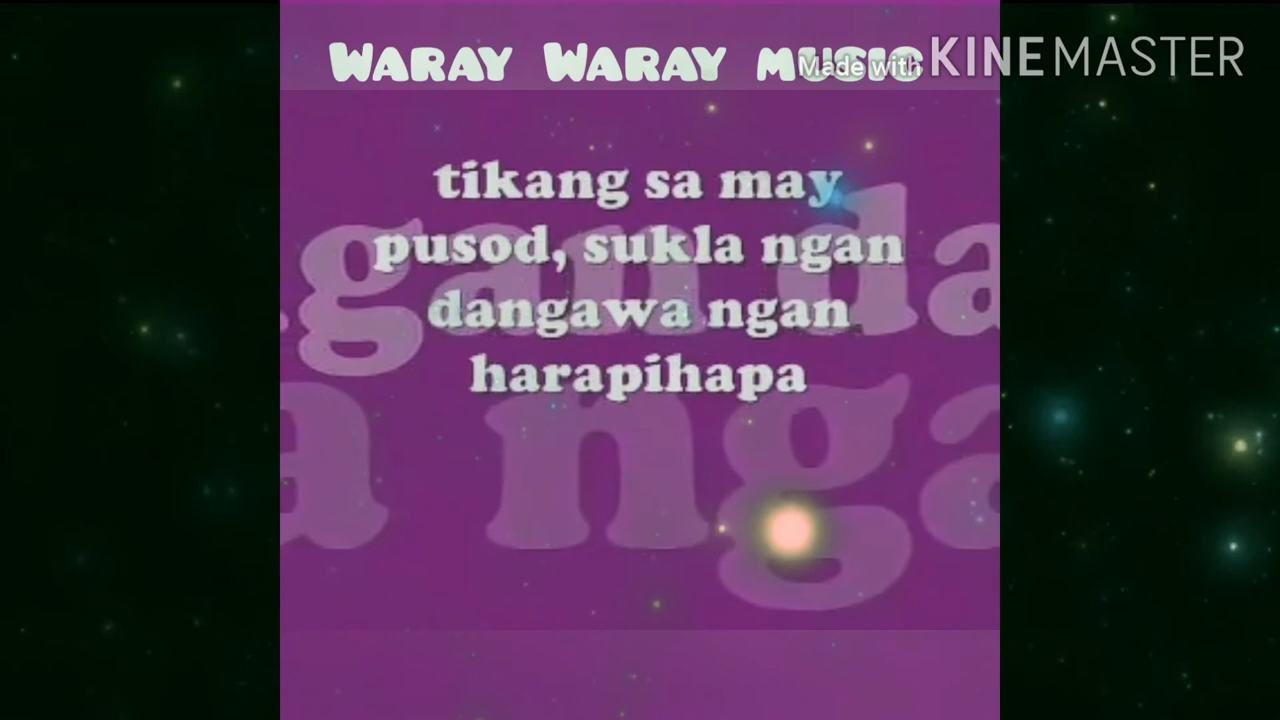 WARAY WARAY MUSIC
Made with KINEMASTER
tikang sa may
pusod, sukla ngan
dangawa ngan
harapihapa